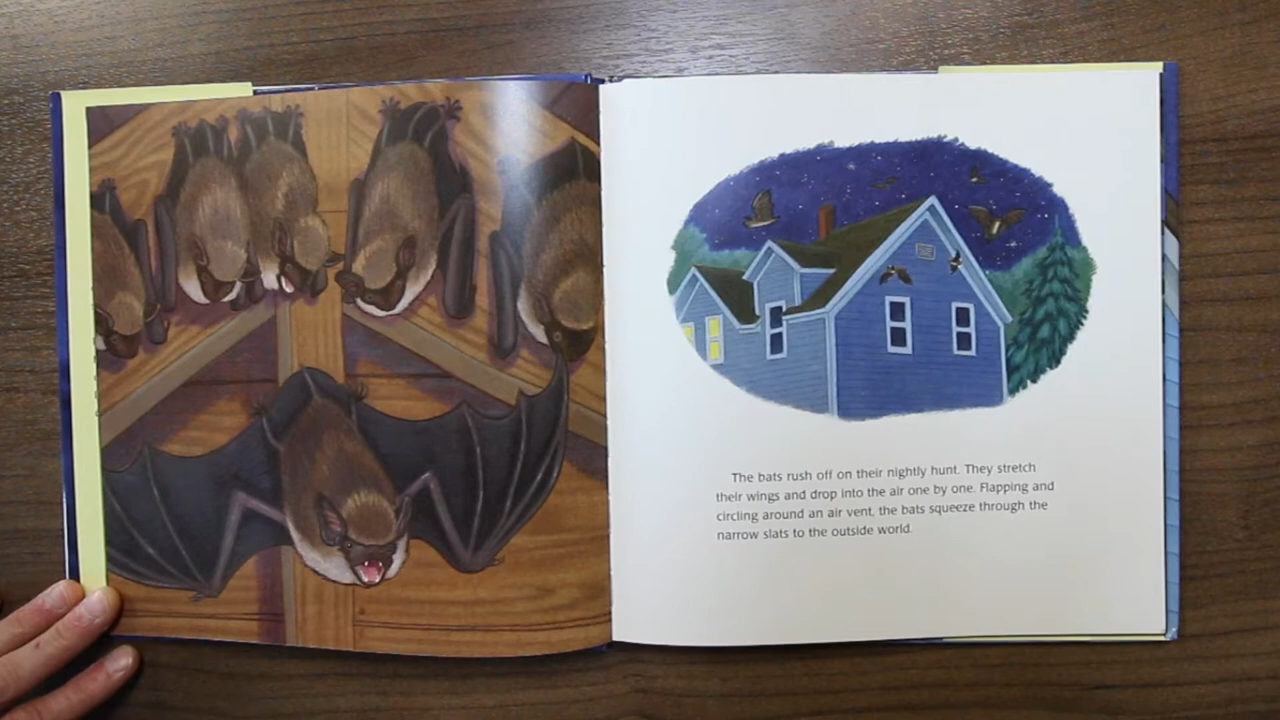 The bats rush off on their nightly hunt. They stretch
their wings and drop into the air one by one. Flapping and
circling around an air vent, the bats squeeze through the
narrow slats to the outside world.